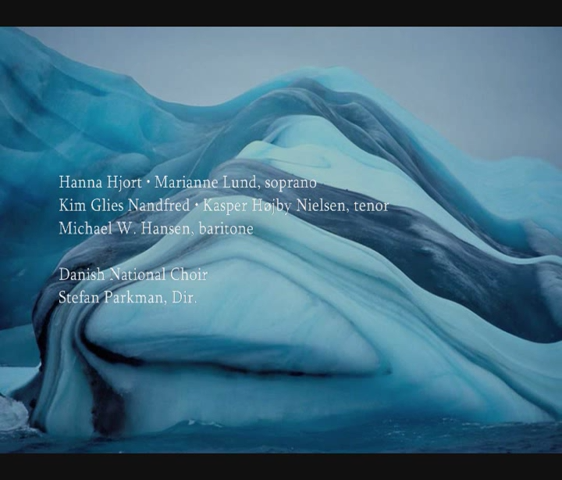 Hanna Hjort • Marianne Lund, soprano
Kim Glies Nandfred • Kasper Højby Nielsen, tenor
Michael W. Hansen. baritone
Danish National Choir
Stefan Parkman, Dir.